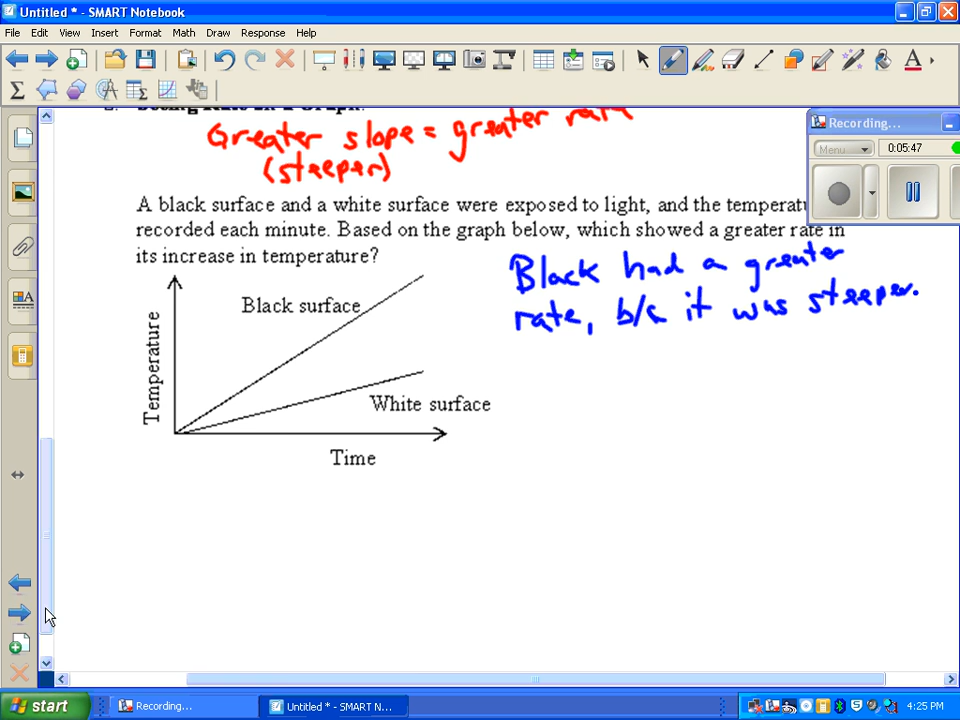 Untitled * - SMART Notebook
File Edit View Insert Format Math Draw Response Help
Greater slope = greater rate
(steeper)
Recording...
Menu
0:05:47
A black surface and a white surface were exposed to light, and the
recorded each minute. Based on the graph below, which showed a greater rate in
its increase in temperature?
Black had a greater
rate, b/c it was steeper.
Black surface
White surface
Temperature
Time
start
Recording...
Untitled * - SMART N...
4:25 PM